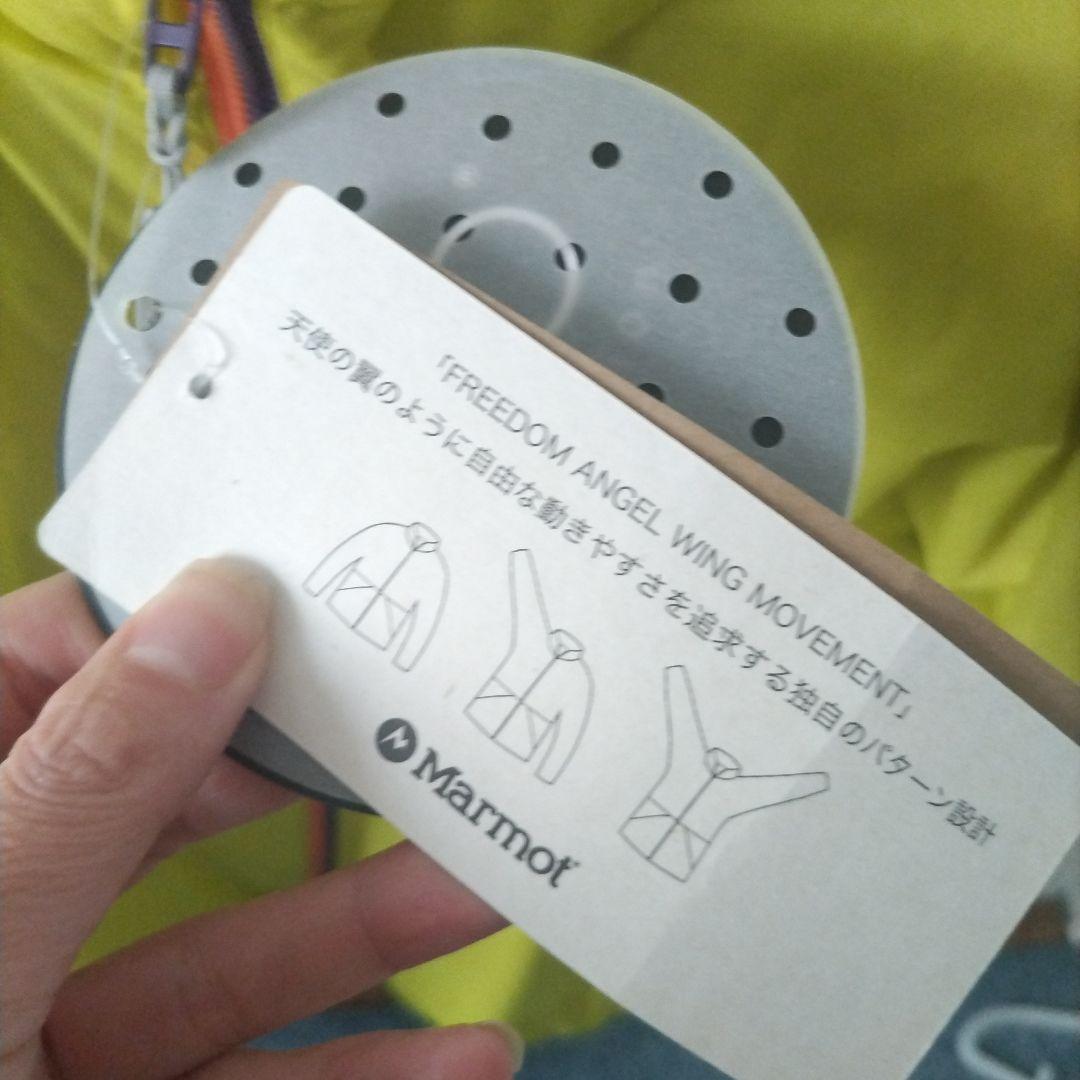 「FREEDOM ANGEL WING MOVEMENT」
天使の翼のように自由な動きやすさを追求する独自のパターン設計
Marmot